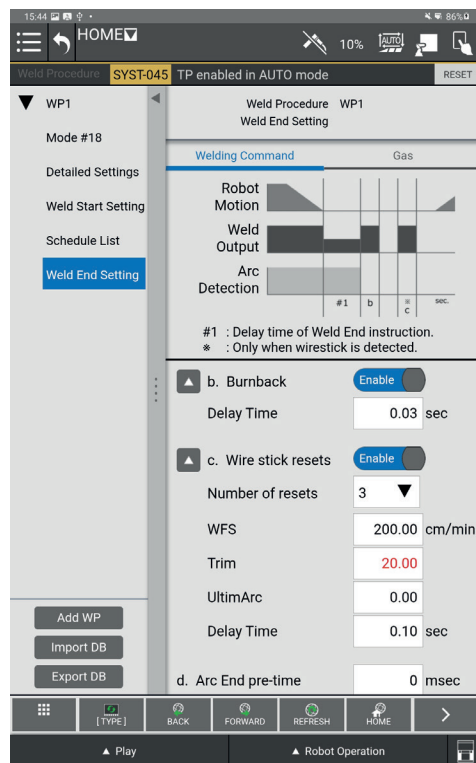 15:44
86%
HOME
10%
AUTO
Weld Procedure
SYST-045 TP enabled in AUTO mode
RESET
WP1
Mode #18
Detailed Settings
Weld Start Setting
Schedule List
Weld End Setting
Add WP
Import DB
Export DB
Weld Procedure WP1
Weld End Setting
Welding Command
Gas
Robot
Motion
Weld
Output
Arc
Detection
#1 b ※ sec.
c
#1 : Delay time of Weld End instruction.
※ : Only when wirestick is detected.
b. Burnback Enable
Delay Time 0.03 sec
c. Wire stick resets Enable
Number of resets 3
WFS 200.00 cm/min
Trim 20.00
UltimArc 0.00
Delay Time 0.10 sec
d. Arc End pre-time 0 msec
[TYPE] BACK FORWARD REFRESH HOME
Play Robot Operation